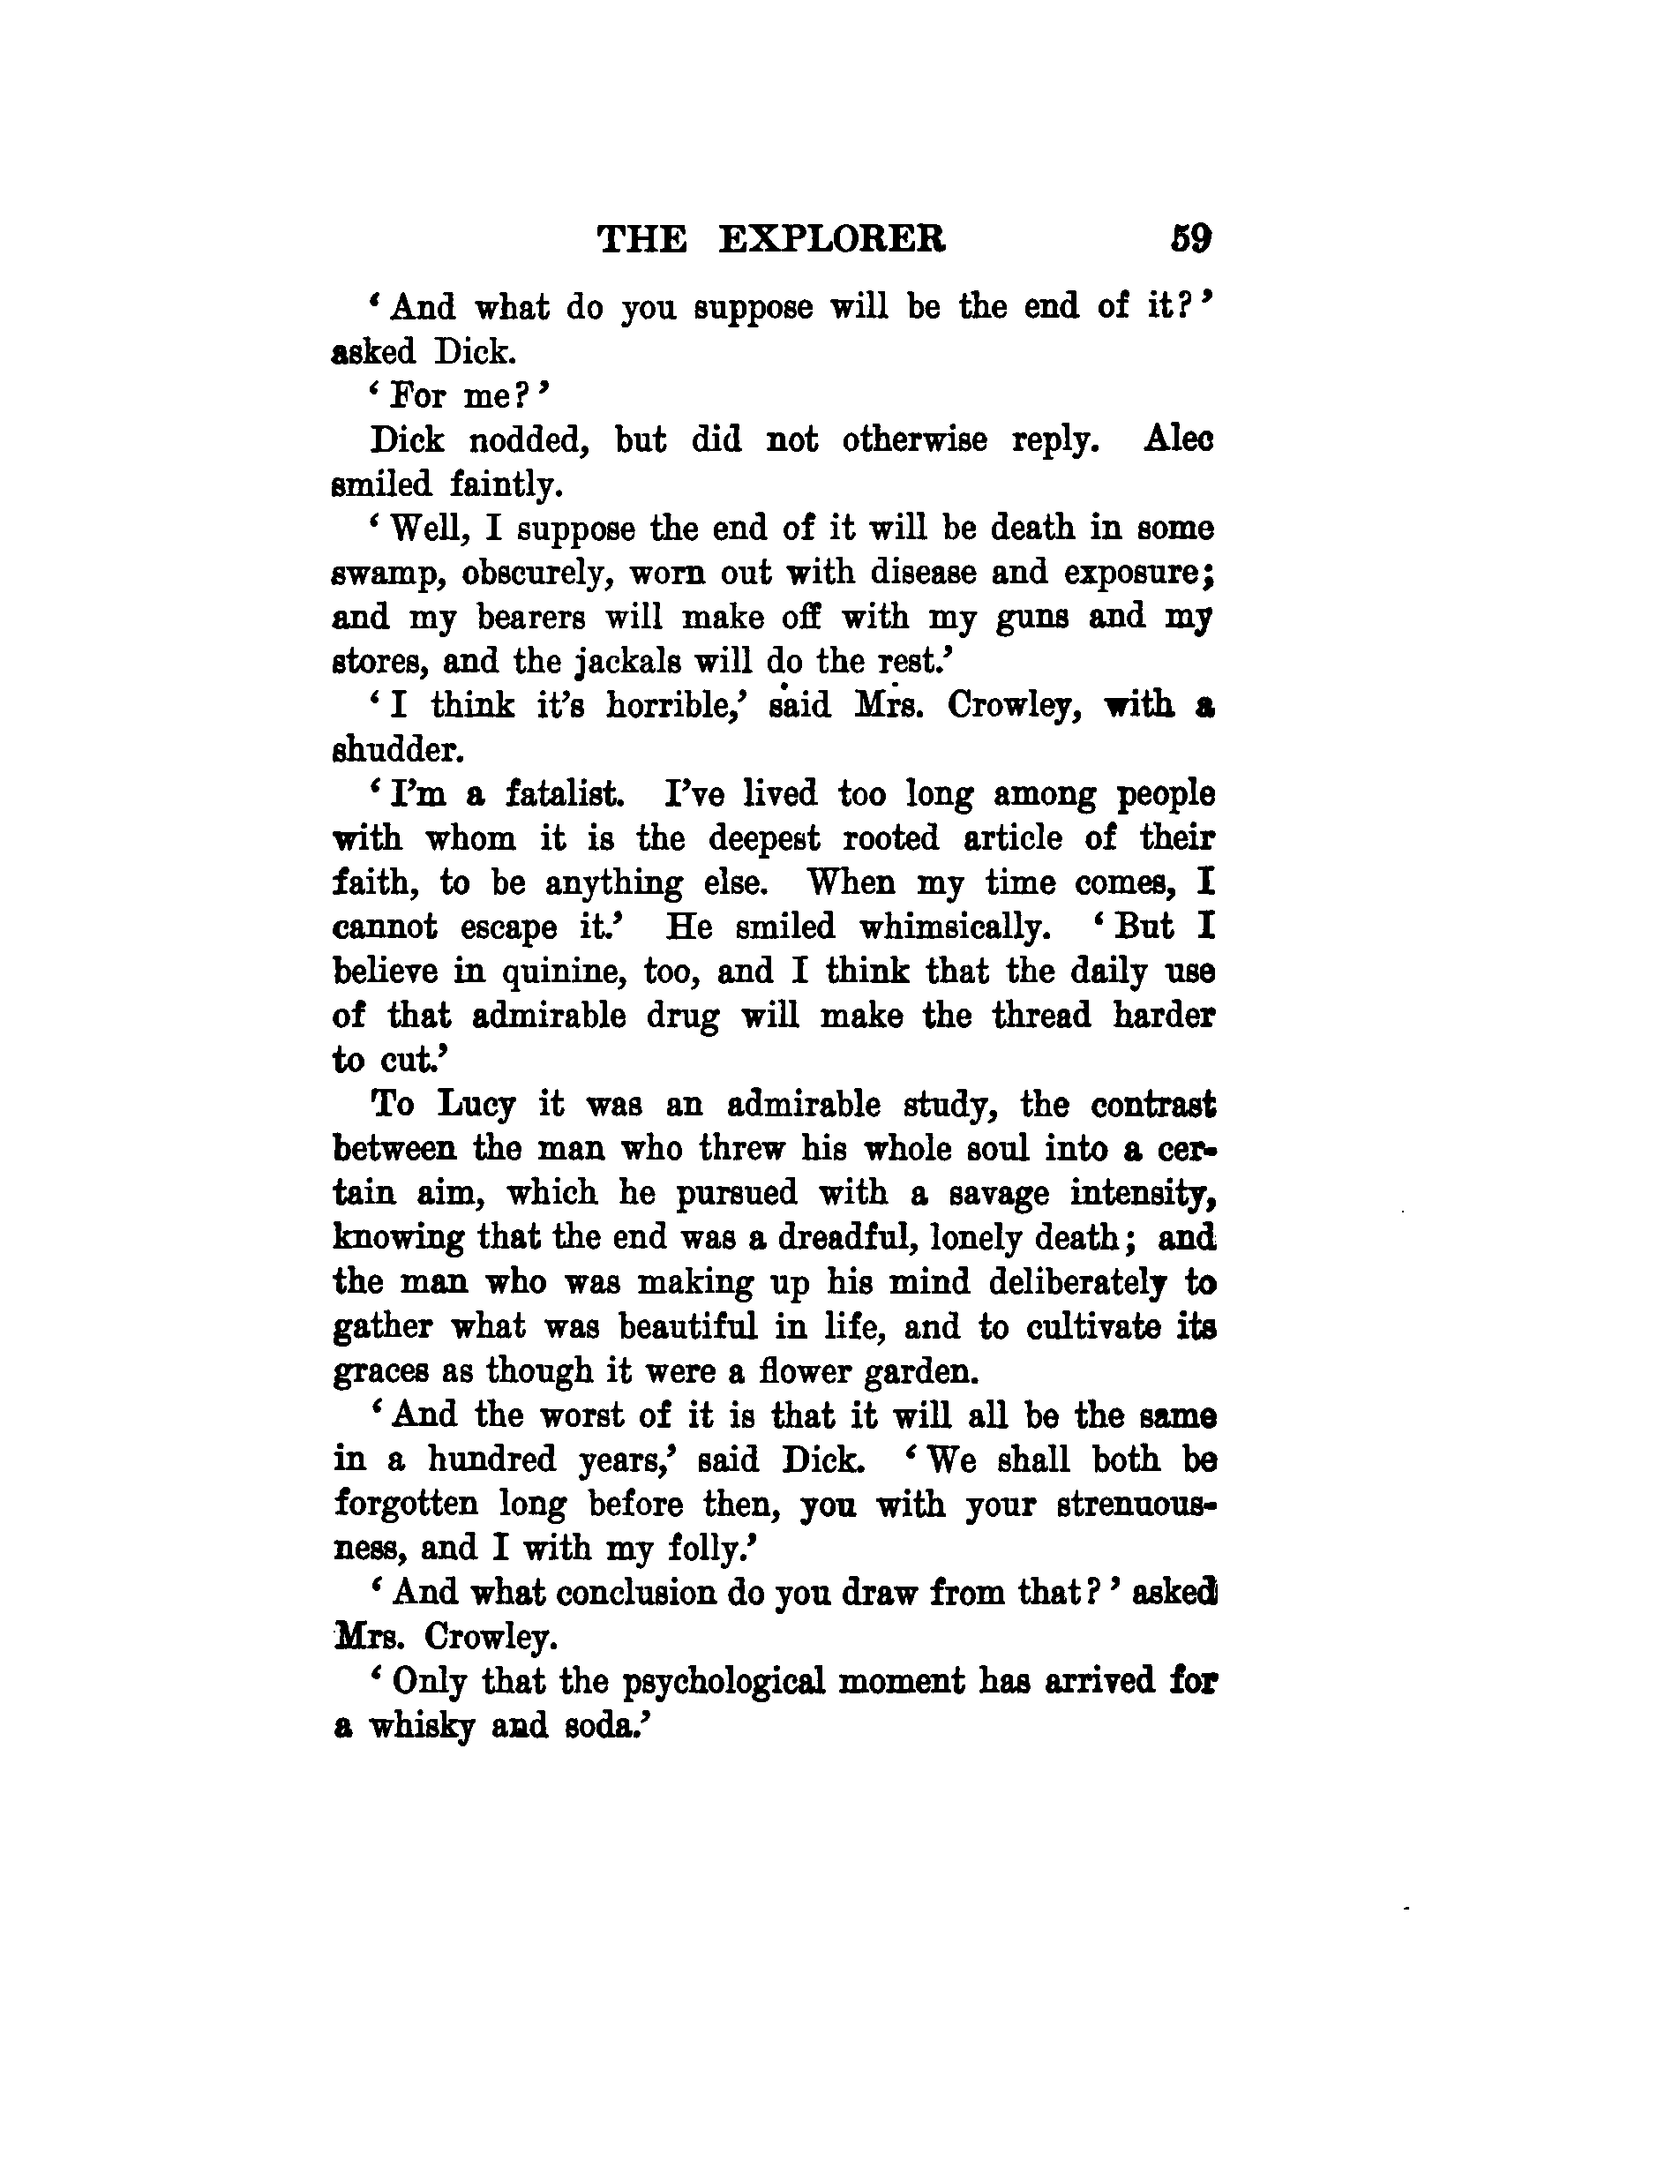 THE EXPLORER 59
‘And what do you suppose will be the end of it?’
asked Dick.
‘For me?’
Dick nodded, but did not otherwise reply. Alec
smiled faintly.
‘Well, I suppose the end of it will be death in some
swamp, obscurely, worn out with disease and exposure;
and my bearers will make off with my guns and my
stores, and the jackals will do the rest.’
‘I think it’s horrible,’ said Mrs. Crowley, with a
shudder.
‘I’m a fatalist. I’ve lived too long among people
with whom it is the deepest rooted article of their
faith, to be anything else. When my time comes, I
cannot escape it.’ He smiled whimsically. ‘But I
believe in quinine, too, and I think that the daily use
of that admirable drug will make the thread harder
to cut.’
To Lucy it was an admirable study, the contrast
between the man who threw his whole soul into a cer-
tain aim, which he pursued with a savage intensity,
knowing that the end was a dreadful, lonely death; and
the man who was making up his mind deliberately to
gather what was beautiful in life, and to cultivate its
graces as though it were a flower garden.
‘And the worst of it is that it will all be the same
in a hundred years,’ said Dick. ‘We shall both be
forgotten long before then, you with your strenuous-
ness, and I with my folly.’
‘And what conclusion do you draw from that?’ asked
Mrs. Crowley.
‘Only that the psychological moment has arrived for
a whisky and soda.’